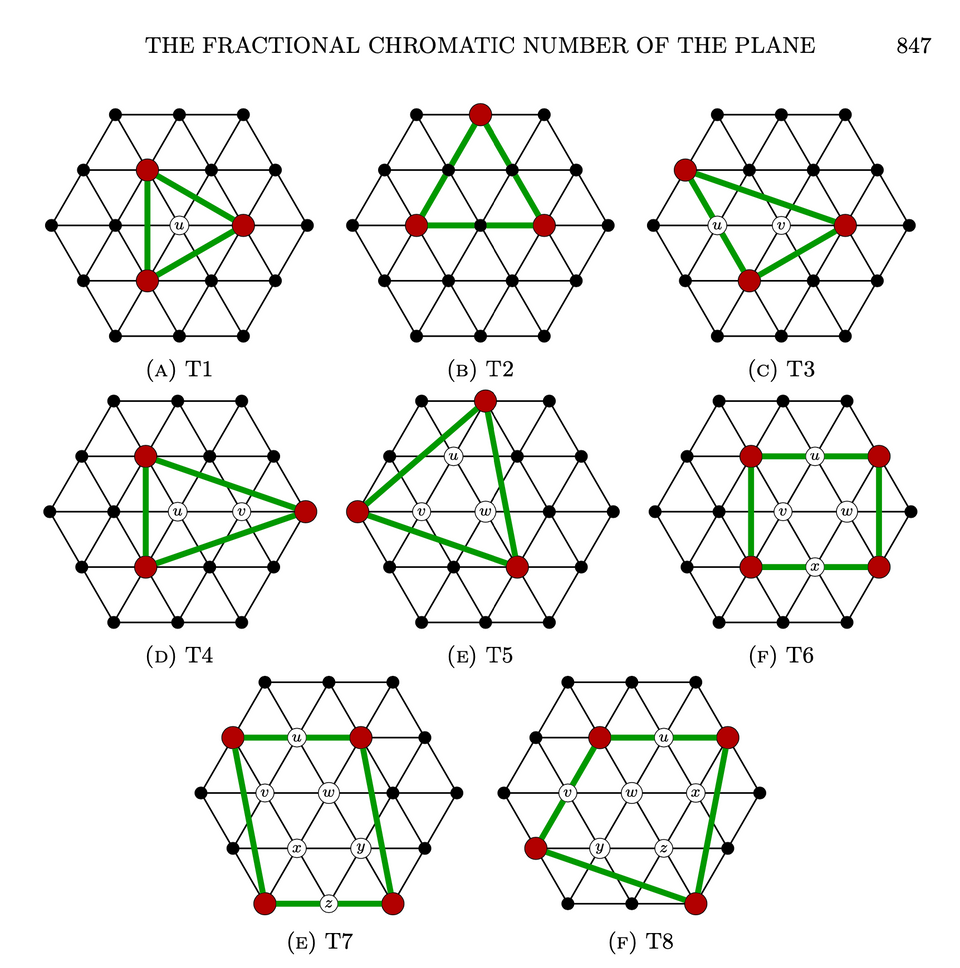 THE FRACTIONAL CHROMATIC NUMBER OF THE PLANE 847
u
(A) T1 (B) T2 (C) T3
u v
u v
u
v w
(D) T4 (E) T5 (F) T6
u
v w
x
u
v w
x y
z
(E) T7 (F) T8
u
v w x
y z